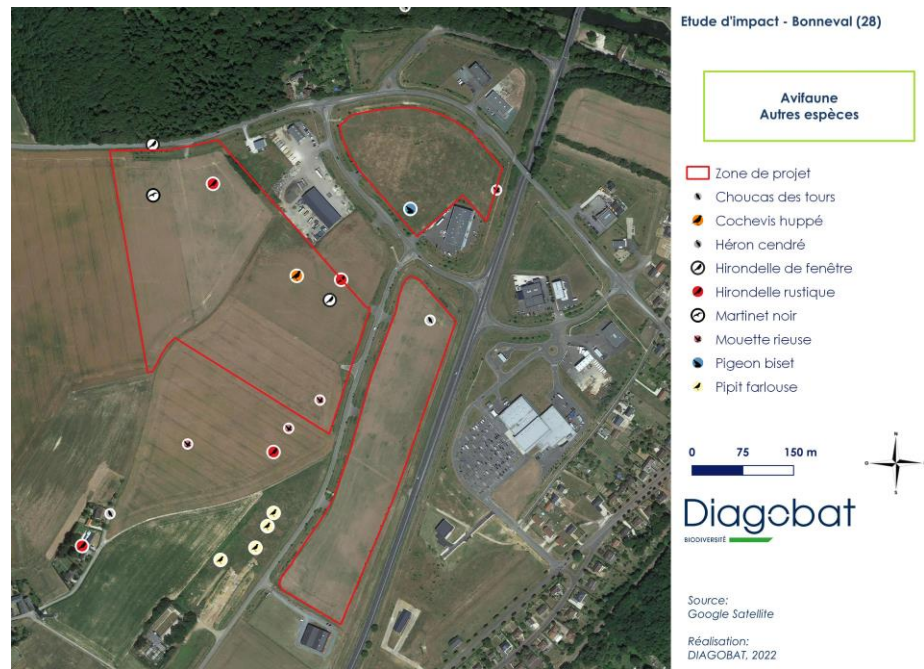 Etude d'impact - Bonneval (28)
Avifaune
Autres espèces
Zone de projet
Choucas des tours
Cochevis huppé
Héron cendré
Hirondelle de fenêtre
Hirondelle rustique
Martinet noir
Mouette rieuse
Pigeon biset
Pipit farlouse
0 75 150 m
N
O E
S
Diagobat
BIODIVERSITÉ
Source:
Google Satellite
Réalisation:
DIAGOBAT, 2022